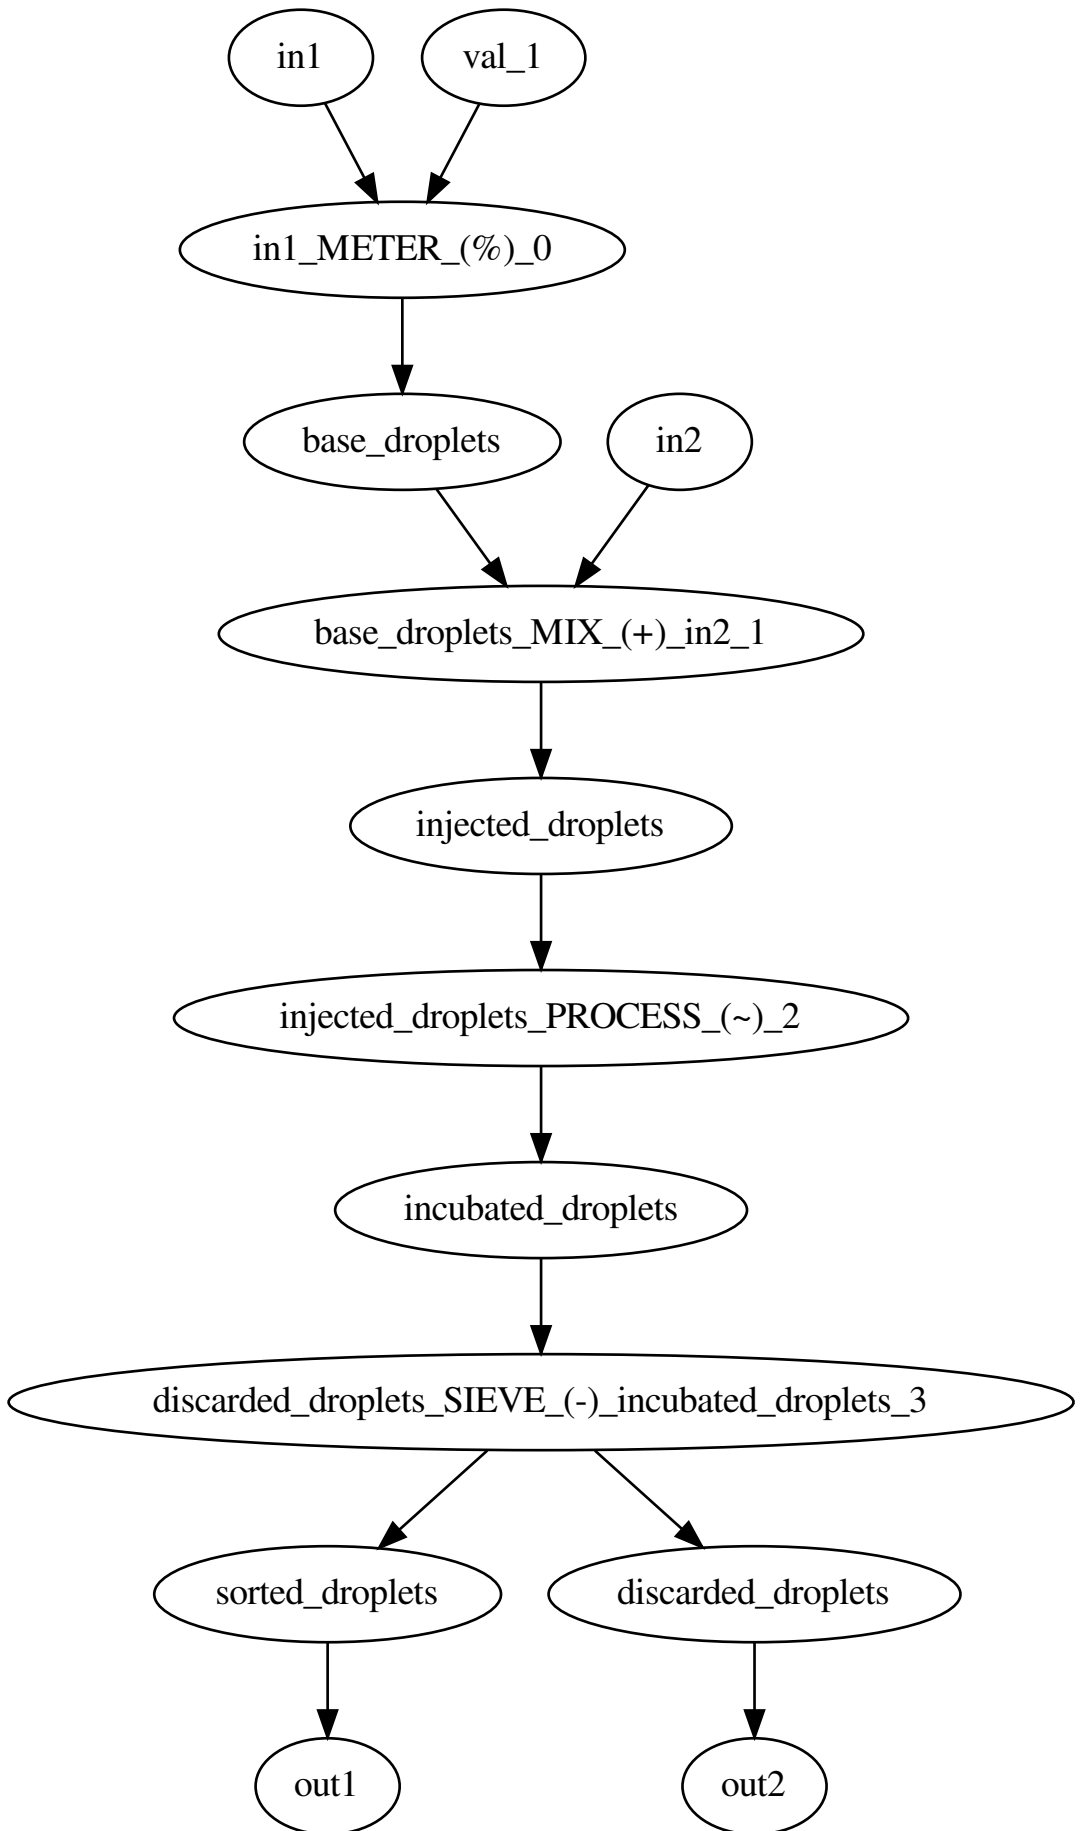 in1
val_1
in1_METER_(%)_0
base_droplets
in2
base_droplets_MIX_(+)_in2_1
injected_droplets
injected_droplets_PROCESS_(~)_2
incubated_droplets
discarded_droplets_SIEVE_(-)_incubated_droplets_3
sorted_droplets
discarded_droplets
out1
out2